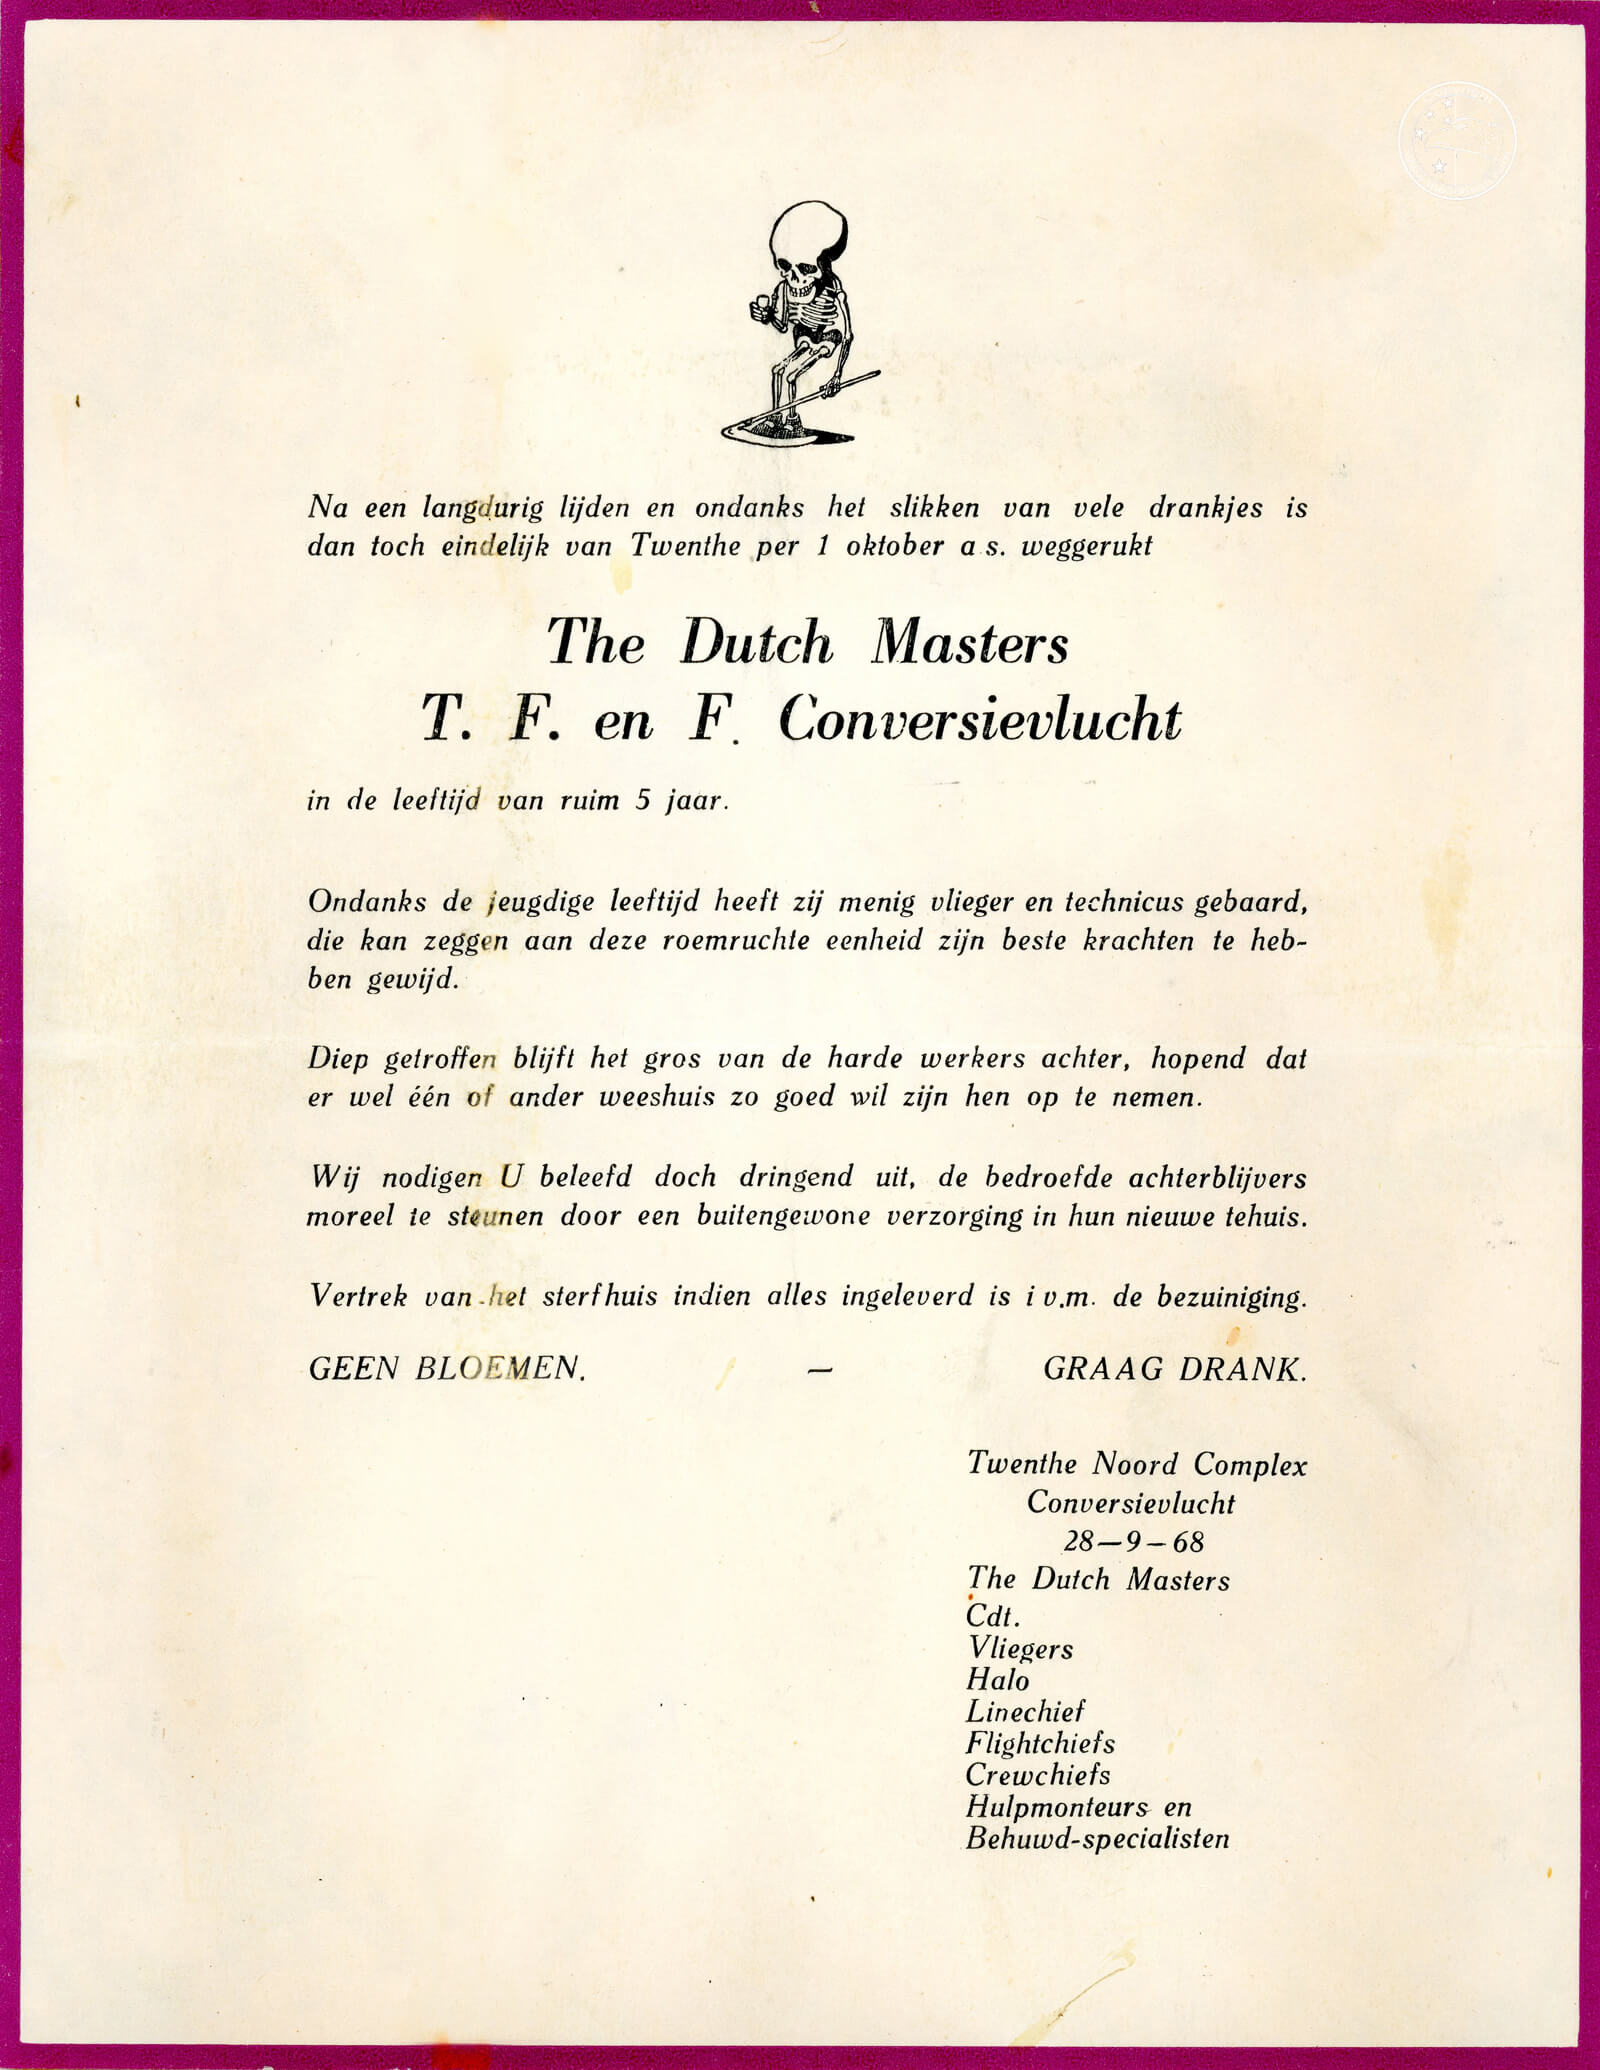 Na een langdurig lijden en ondanks het slikken van vele drankjes is
dan toch eindelijk van Twenthe per 1 oktober a.s. weggerukt
The Dutch Masters
T. F. en F. Conversievlucht
in de leeftijd van ruim 5 jaar.
Ondanks de jeugdige leeftijd heeft zij menig vlieger en technicus gebaard,
die kan zeggen aan deze roemruchte eenheid zijn beste krachten te heb-
ben gewijd.
Diep getroffen blijft het gros van de harde werkers achter, hopend dat
er wel één of ander weeshuis zo goed wil zijn hen op te nemen.
Wij nodigen U beleefd doch dringend uit, de bedroefde achterblijvers
moreel te steunen door een buitengewone verzorging in hun nieuwe tehuis.
Vertrek van het sterfhuis indien alles ingeleverd is i v.m. de bezuiniging.
GEEN BLOEMEN. — GRAAG DRANK.
Twenthe Noord Complex
Conversievlucht
28—9—68
The Dutch Masters
Cdt.
Vliegers
Halo
Linechief
Flightchiefs
Crewchiefs
Hulpmonteurs en
Behuwd-specialisten